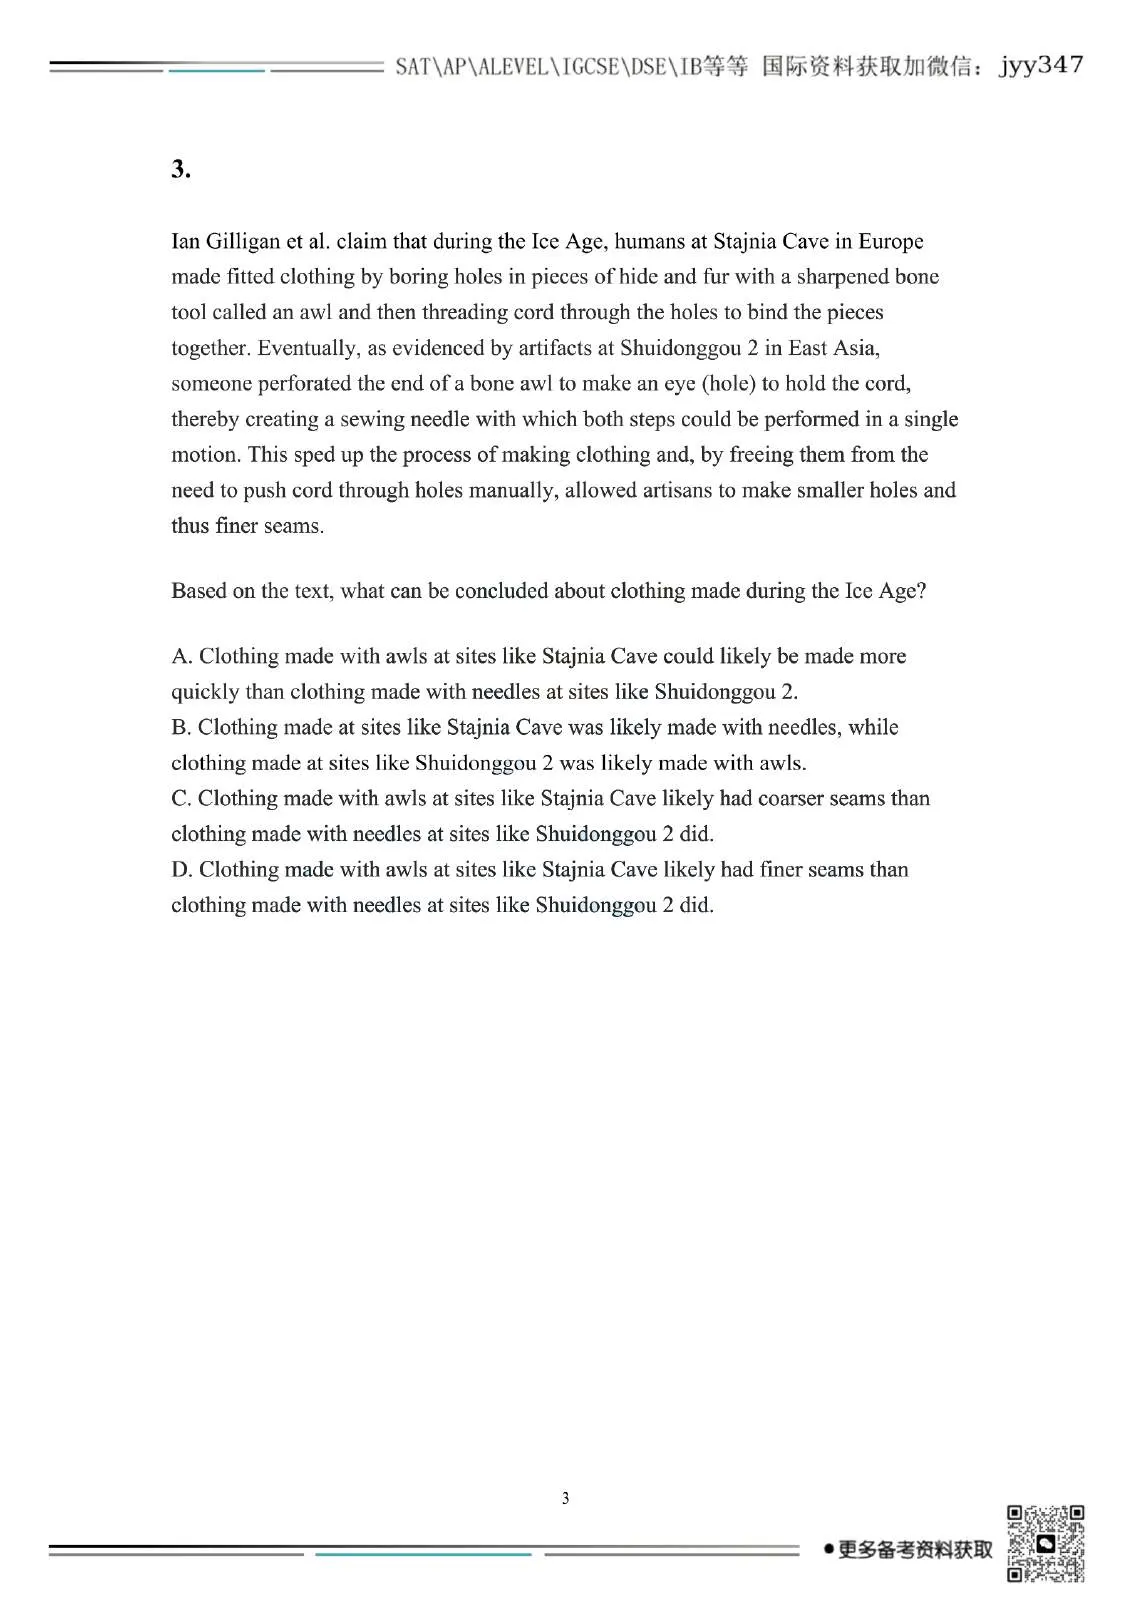 SAT\AP\ALEVEL\IGCSE\DSE\IB等等 国际资料获取加微信：jyy347
3.
Ian Gilligan et al. claim that during the Ice Age, humans at Stajnia Cave in Europe
made fitted clothing by boring holes in pieces of hide and fur with a sharpened bone
tool called an awl and then threading cord through the holes to bind the pieces
together. Eventually, as evidenced by artifacts at Shuidonggou 2 in East Asia,
someone perforated the end of a bone awl to make an eye (hole) to hold the cord,
thereby creating a sewing needle with which both steps could be performed in a single
motion. This sped up the process of making clothing and, by freeing them from the
need to push cord through holes manually, allowed artisans to make smaller holes and
thus finer seams.
Based on the text, what can be concluded about clothing made during the Ice Age?
A. Clothing made with awls at sites like Stajnia Cave could likely be made more
quickly than clothing made with needles at sites like Shuidonggou 2.
B. Clothing made at sites like Stajnia Cave was likely made with needles, while
clothing made at sites like Shuidonggou 2 was likely made with awls.
C. Clothing made with awls at sites like Stajnia Cave likely had coarser seams than
clothing made with needles at sites like Shuidonggou 2 did.
D. Clothing made with awls at sites like Stajnia Cave likely had finer seams than
clothing made with needles at sites like Shuidonggou 2 did.
3
●更多备考资料获取